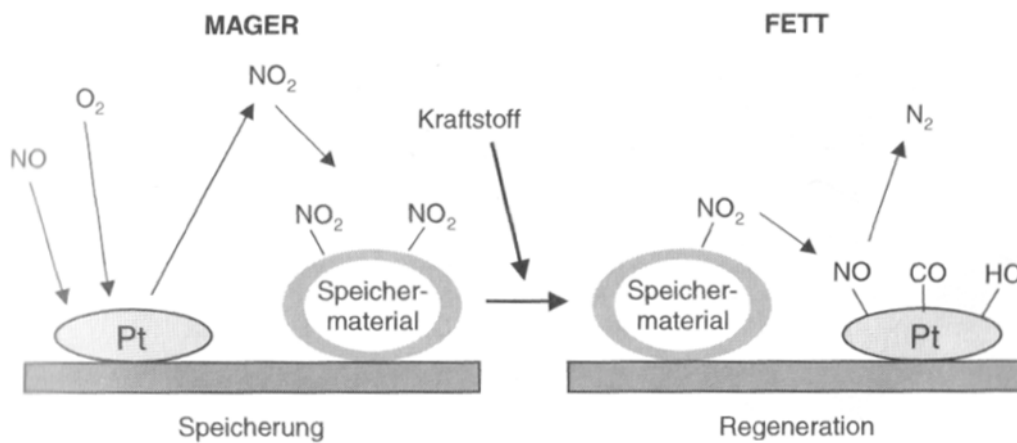 MAGER
FETT
NO₂
O₂
NO
Kraftstoff
N₂
NO₂
NO₂
NO₂
NO
CO
HC
Pt
Speicher-
material
Speicher-
material
Pt
Speicherung
Regeneration